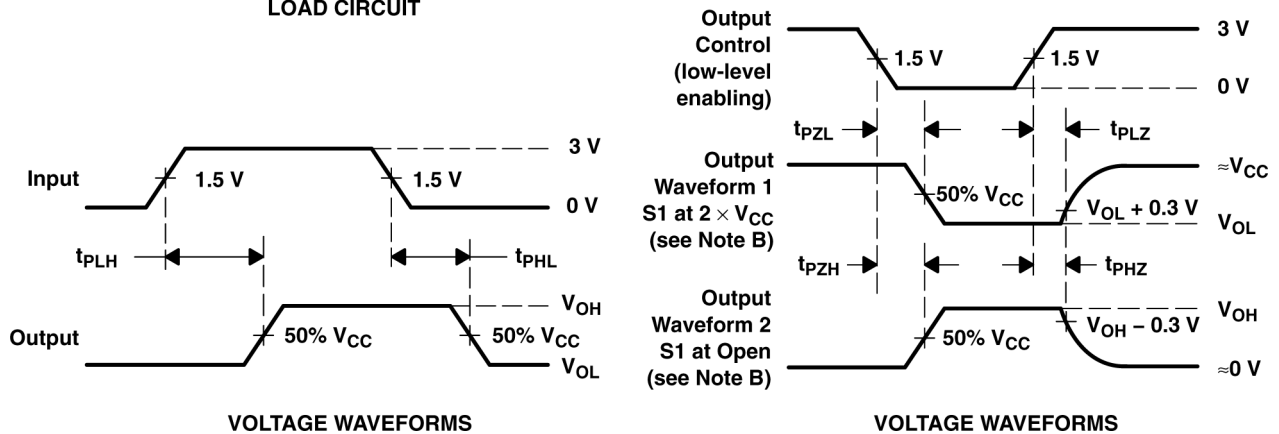 LOAD CIRCUIT
Input
1.5 V
1.5 V
3 V
0 V
tPLH
tPHL
Output
50% VCC
50% VCC
VOH
VOL
VOLTAGE WAVEFORMS
Output
Control
(low-level
enabling)
1.5 V
1.5 V
3 V
0 V
tPZL
tPLZ
Output
Waveform 1
S1 at 2 × VCC
(see Note B)
50% VCC
VOL + 0.3 V
≈VCC
VOL
tPZH
tPHZ
Output
Waveform 2
S1 at Open
(see Note B)
50% VCC
VOH − 0.3 V
VOH
≈0 V
VOLTAGE WAVEFORMS